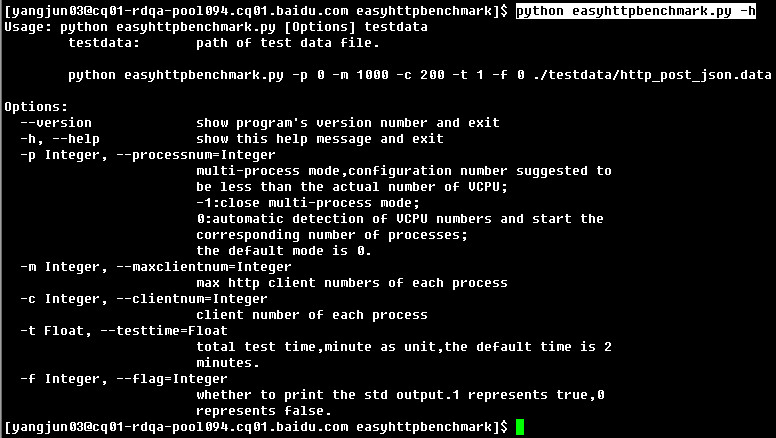 [yangjun03@cq01-rdqa-pool094.cq01.baidu.com easyhttpbenchmark]$ python easyhttpbenchmark.py -h
Usage: python easyhttpbenchmark.py [Options] testdata
testdata: path of test data file.
python easyhttpbenchmark.py -p 0 -m 1000 -c 200 -t 1 -f 0 ./testdata/http_post_json.data
Options:
--version show program's version number and exit
-h, --help show this help message and exit
-p Integer, --processnum=Integer
multi-process mode,configuration number suggested to
be less than the actual number of VCPU;
-1:close multi-process mode;
0:automatic detection of VCPU numbers and start the
corresponding number of processes;
the default mode is 0.
-m Integer, --maxclientnum=Integer
max http client numbers of each process
-c Integer, --clientnum=Integer
client number of each process
-t Float, --testtime=Float
total test time,minute as unit,the default time is 2
minutes.
-f Integer, --flag=Integer
whether to print the std output.1 represents true,0
represents false.
[yangjun03@cq01-rdqa-pool094.cq01.baidu.com easyhttpbenchmark]$